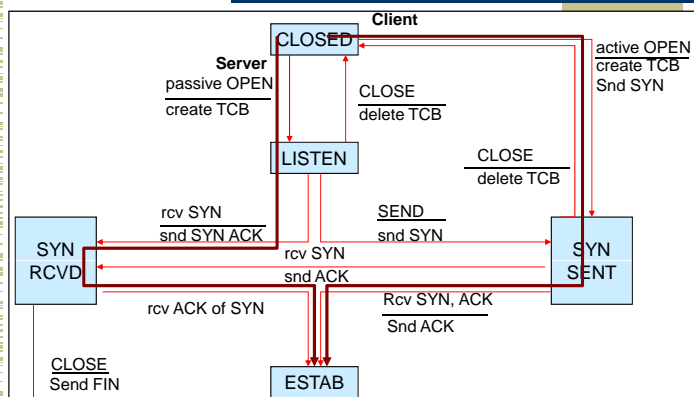 Client
CLOSED
Server
passive OPEN
create TCB
CLOSE
delete TCB
active OPEN
create TCB
Snd SYN
LISTEN
CLOSE
delete TCB
rcv SYN
snd SYN ACK
SEND
snd SYN
SYN
RCVD
rcv SYN
snd ACK
SYN
SENT
rcv ACK of SYN
Rcv SYN, ACK
Snd ACK
CLOSE
Send FIN
ESTAB